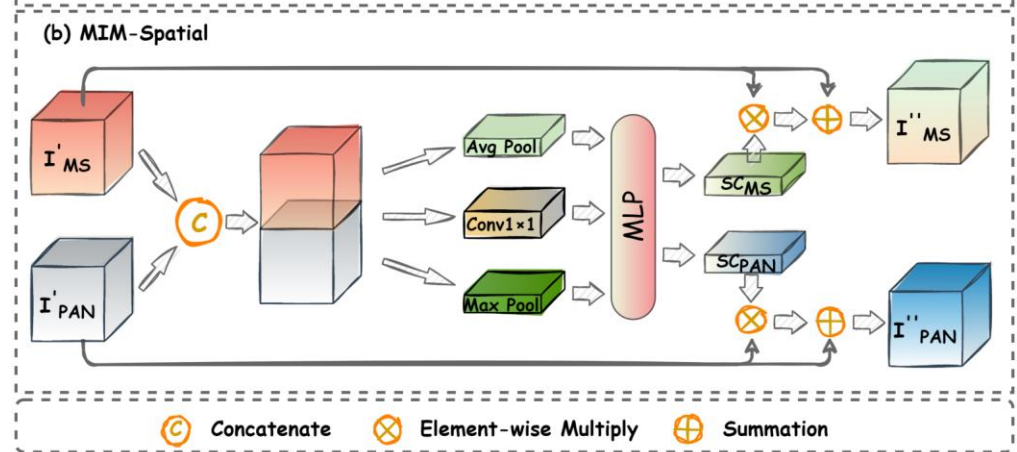 (b) MIM-Spatial
I'MS
I'PAN
C
Avg Pool
Conv1×1
Max Pool
MLP
SCMS
SCPAN
I''MS
I''PAN
C Concatenate Element-wise Multiply Summation